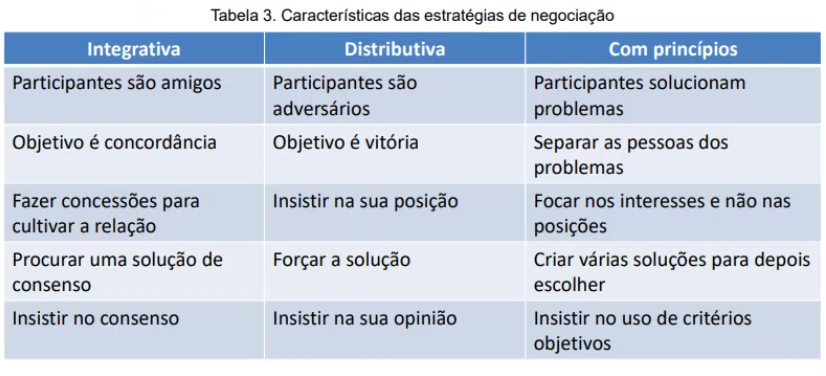 Tabela 3. Características das estratégias de negociação
Integrativa Distributiva Com princípios
Participantes são amigos Participantes são adversários Participantes solucionam problemas
Objetivo é concordância Objetivo é vitória Separar as pessoas dos problemas
Fazer concessões para cultivar a relação Insistir na sua posição Focar nos interesses e não nas posições
Procurar uma solução de consenso Forçar a solução Criar várias soluções para depois escolher
Insistir no consenso Insistir na sua opinião Insistir no uso de critérios objetivos